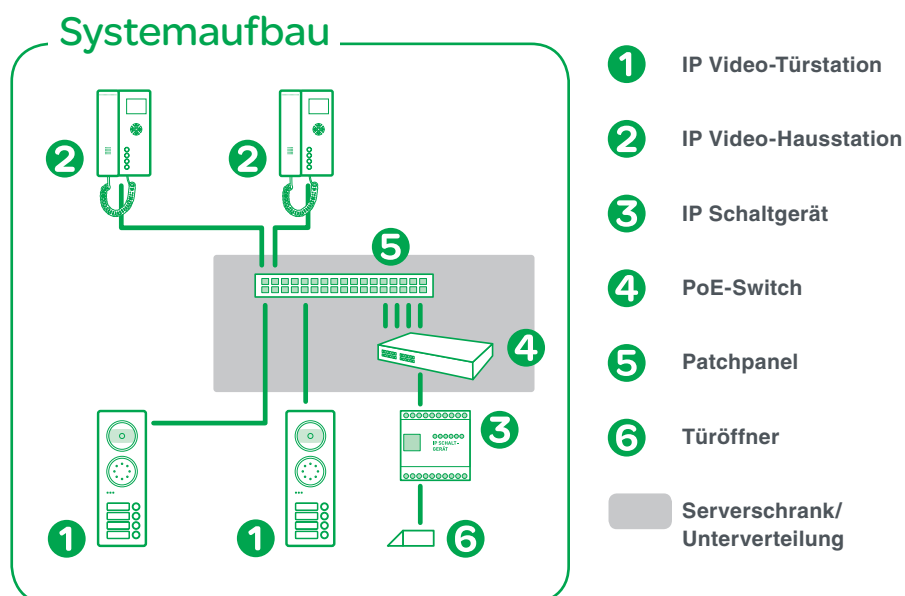 Systemaufbau
2
2
5
4
3
IP SCHALT-
GERÄT
1
1
6
1 IP Video-Türstation
2 IP Video-Hausstation
3 IP Schaltgerät
4 PoE-Switch
5 Patchpanel
6 Türöffner
Serverschrank/
Unterverteilung